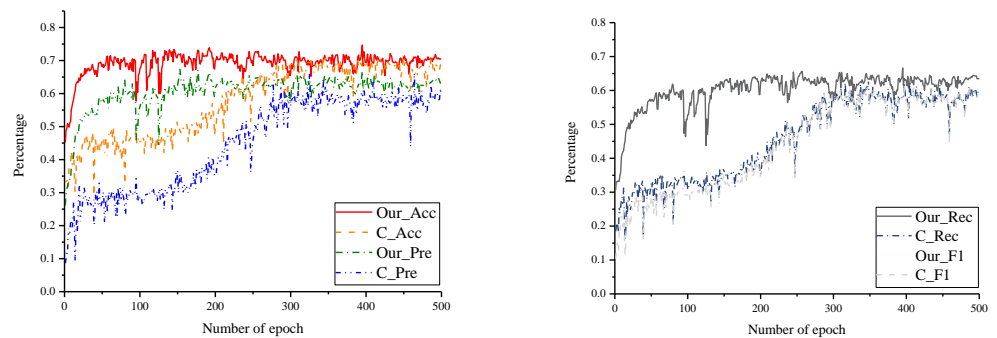 0.8
0.7
0.6
0.5
0.4
0.3
0.2
0.1
0.0
Percentage
0 100 200 300 400 500
Number of epoch
Our_Acc
C_Acc
Our_Pre
C_Pre
0.8
0.7
0.6
0.5
0.4
0.3
0.2
0.1
0.0
Percentage
0 100 200 300 400 500
Number of epoch
Our_Rec
C_Rec
Our_F1
C_F1